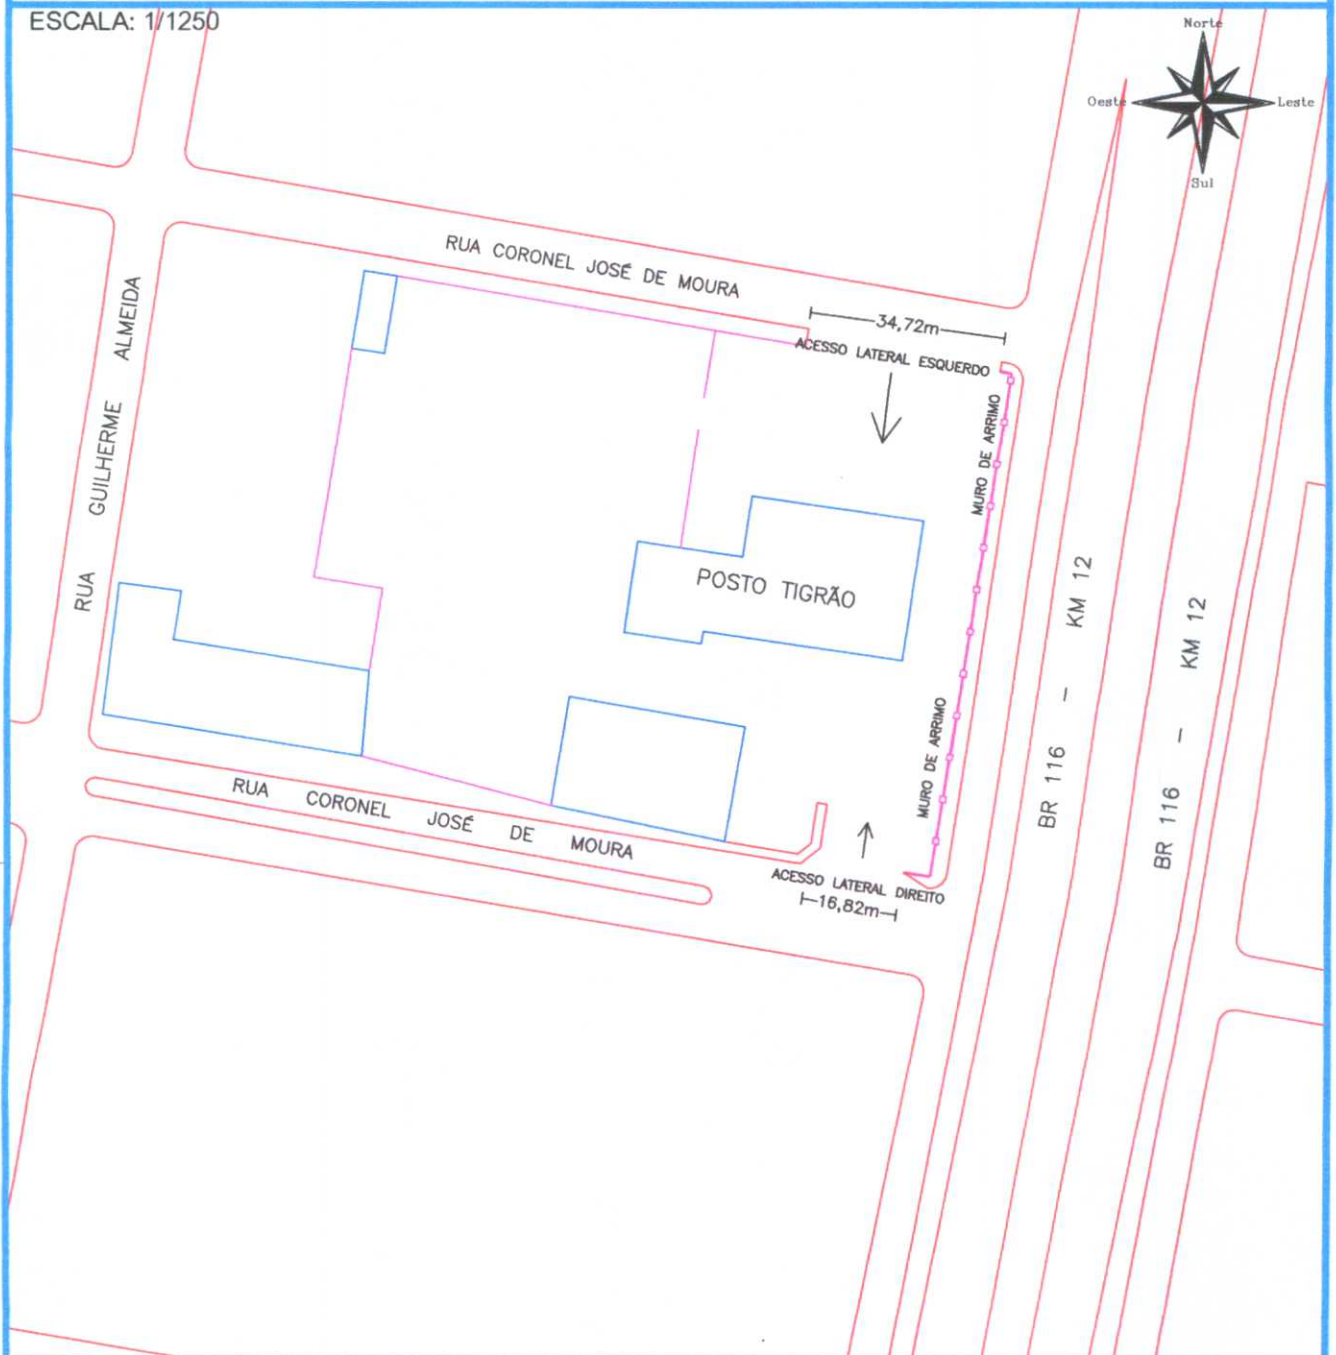 ESCALA: 1/1250
Norte
Oeste
Leste
Sul
RUA CORONEL JOSÉ DE MOURA
34,72m
ACESSO LATERAL ESQUERDO
RUA GUILHERME ALMEIDA
MURO DE ARRIMO
POSTO TIGRÃO
BR 116 - KM 12
BR 116 - KM 12
MURO DE ARRIMO
RUA CORONEL JOSÉ DE MOURA
ACESSO LATERAL DIREITO
16,82m